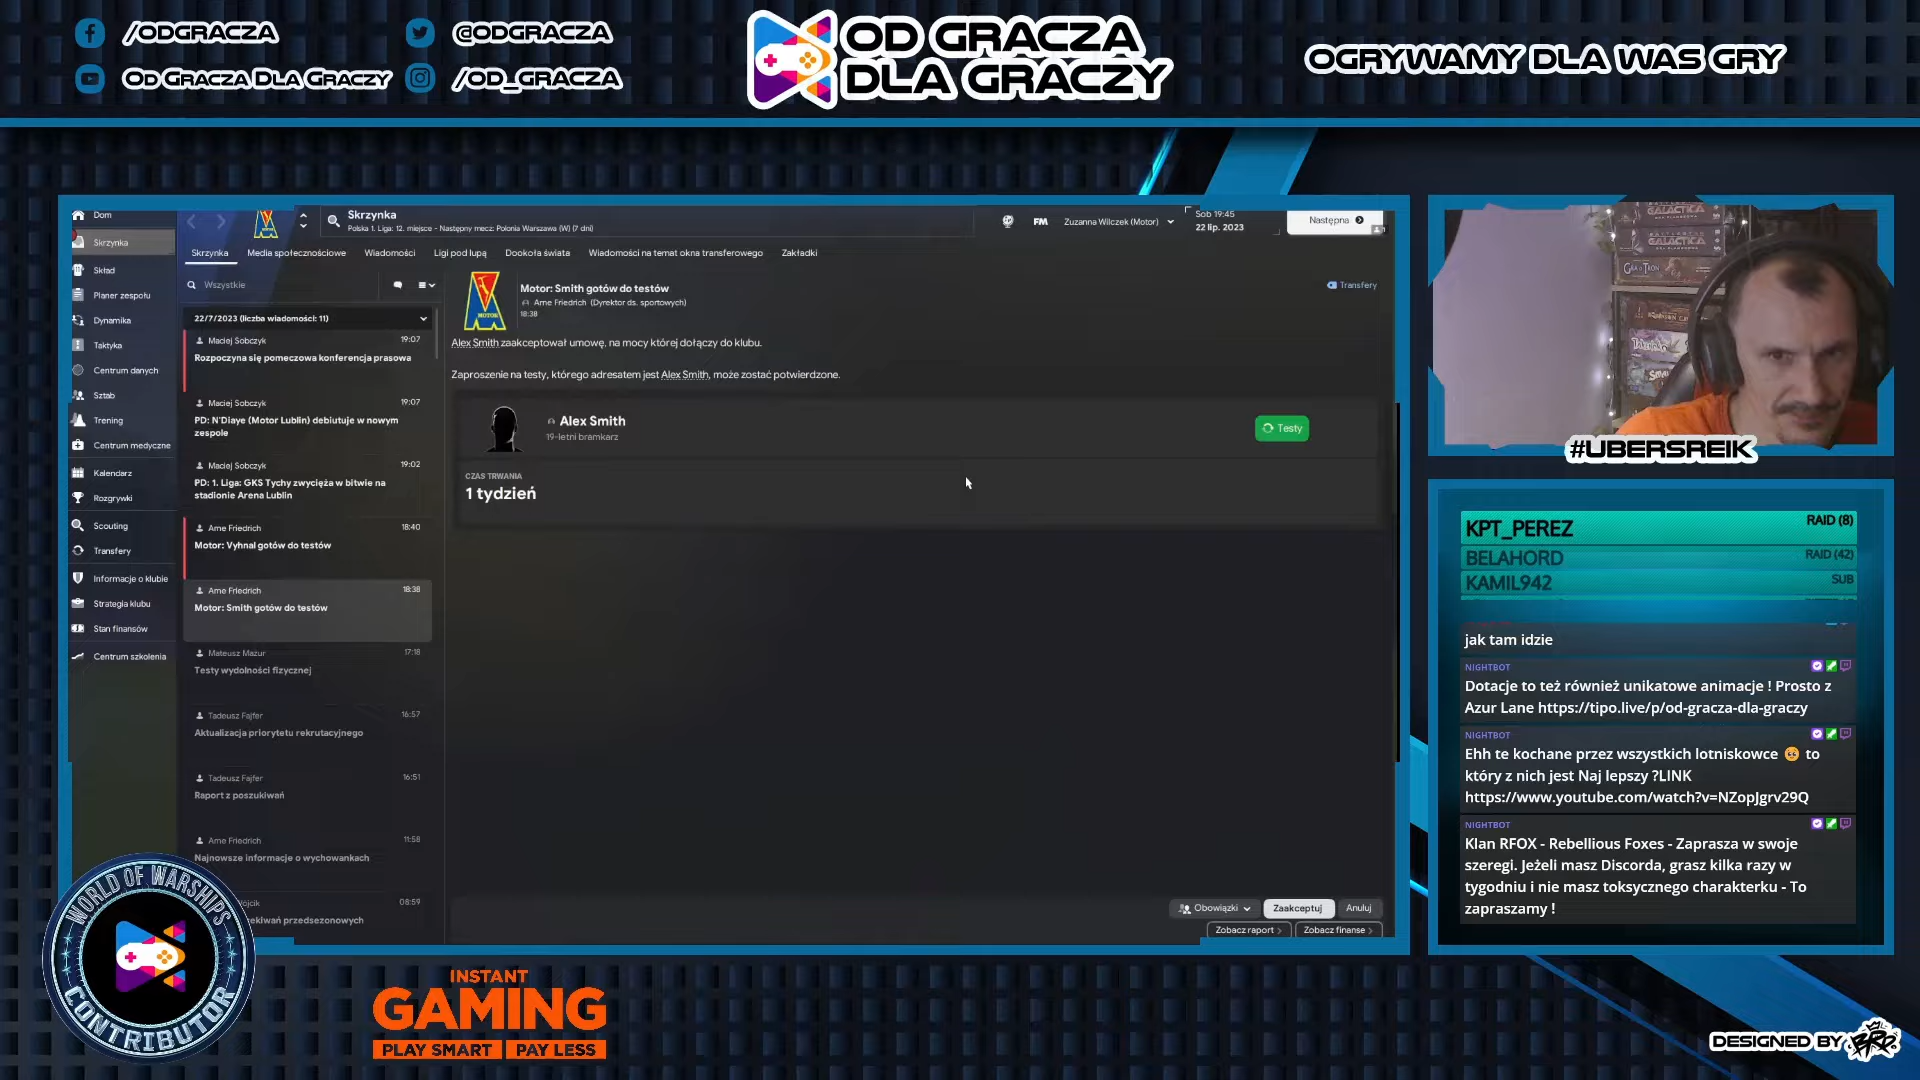 /ODGRACZA
@ODGRACZA
OD GRACZA DLA GRACZY
/OD_GRACZA
OD GRACZA
DLA GRACZY
OGRYWAMY DLA WAS GRY
Dom
Skrzynka
Skład
Planer zespołu
Dynamika
Taktyka
Centrum danych
Sztab
Trening
Centrum medyczne
Kalendarz
Rozgrywki
Scouting
Transfery
Informacje o klubie
Strategia klubu
Stan finansów
Centrum szkolenia
Skrzynka
Polska 1. Liga: 12. miejsce - Następny mecz: Polonia Warszawa (W) (7 dni)
FM
Zuzanna Wilczek (Motor)
Sob 19:45
22 lip. 2023
Następna
Skrzynka
Media społecznościowe
Wiadomości
Ligi pod lupą
Dookoła świata
Wiadomości na temat okna transferowego
Zakładki
Wszystkie
22/7/2023 (liczba wiadomości: 11)
Maciej Sobczyk 19:07
Rozpoczyna się pomeczowa konferencja prasowa
Maciej Sobczyk 19:07
PD: N'Diaye (Motor Lublin) debiutuje w nowym
zespole
Maciej Sobczyk 19:02
PD: 1. Liga: GKS Tychy zwycięża w bitwie na
stadionie Arena Lublin
Arne Friedrich 18:40
Motor: Vyhnal gotów do testów
Arne Friedrich 18:38
Motor: Smith gotów do testów
Mateusz Mazur 17:18
Testy wydolności fizycznej
Tadeusz Fajfer 16:57
Aktualizacja priorytetu rekrutacyjnego
Tadeusz Fajfer 16:51
Raport z poszukiwań
Arne Friedrich 11:58
Najnowsze informacje o wychowankach
08:59
przedsezonowych
MOTOR
Motor: Smith gotów do testów
Arne Friedrich (Dyrektor ds. sportowych)
18:38
Transfery
Alex Smith zaakceptował umowę, na mocy której dołączy do klubu.
Zaproszenie na testy, którego adresatem jest Alex Smith, może zostać potwierdzone.
Alex Smith
19-letni bramkarz
Testy
CZAS TRWANIA
1 tydzień
Obowiązki
Zaakceptuj
Anuluj
Zobacz raport
Zobacz finanse
GALACTICA
GALACTICA
#UBERSREIK
KPT_PEREZ RAID (8)
BELAHORD RAID (42)
KAMIL942 SUB
jak tam idzie
NIGHTBOT
Dotacje to też również unikatowe animacje ! Prosto z
Azur Lane https://tipo.live/p/od-gracza-dla-graczy
NIGHTBOT
Ehh te kochane przez wszystkich lotniskowce 🥺 to
który z nich jest Naj lepszy ?LINK
https://www.youtube.com/watch?v=NZopJgrv29Q
NIGHTBOT
Klan RFOX - Rebellious Foxes - Zaprasza w swoje
szeregi. Jeżeli masz Discorda, grasz kilka razy w
tygodniu i nie masz toksycznego charakterku - To
zapraszamy !
WORLD OF WARSHIPS
CONTRIBUTOR
INSTANT
GAMING
PLAY SMART PAY LESS
DESIGNED BY